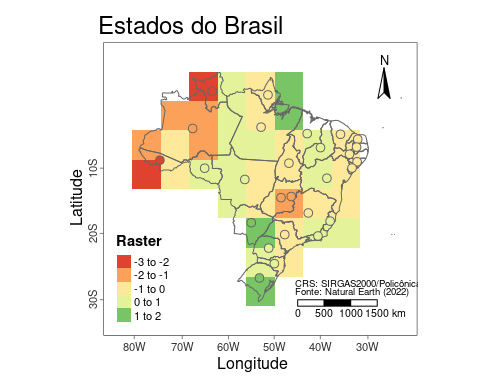 Estados do Brasil
N
Latitude
10S
20S
30S
Raster
-3 to -2
-2 to -1
-1 to 0
0 to 1
1 to 2
CRS: SIRGAS2000/Policônica
Fonte: Natural Earth (2022)
0 500 1000 1500 km
80W 70W 60W 50W 40W 30W
Longitude